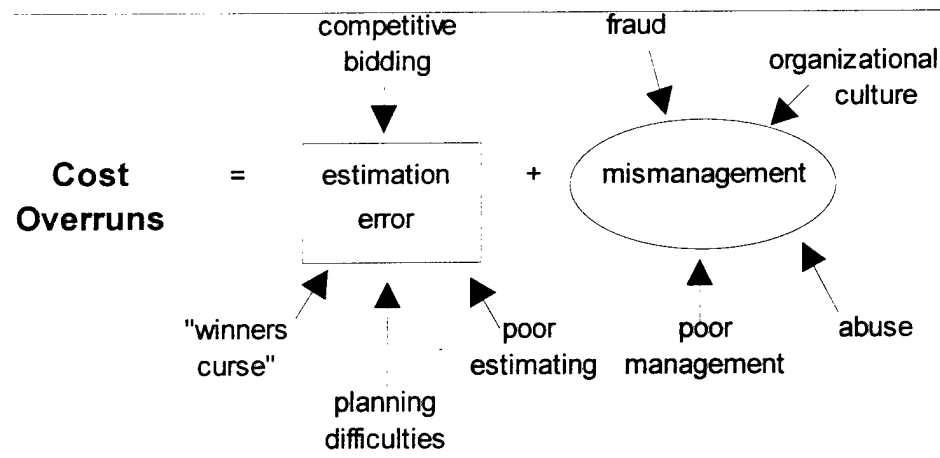 competitive
bidding
fraud
organizational
culture
Cost
Overruns
=
estimation
error
+
mismanagement
"winners
curse"
planning
difficulties
poor
estimating
poor
management
abuse